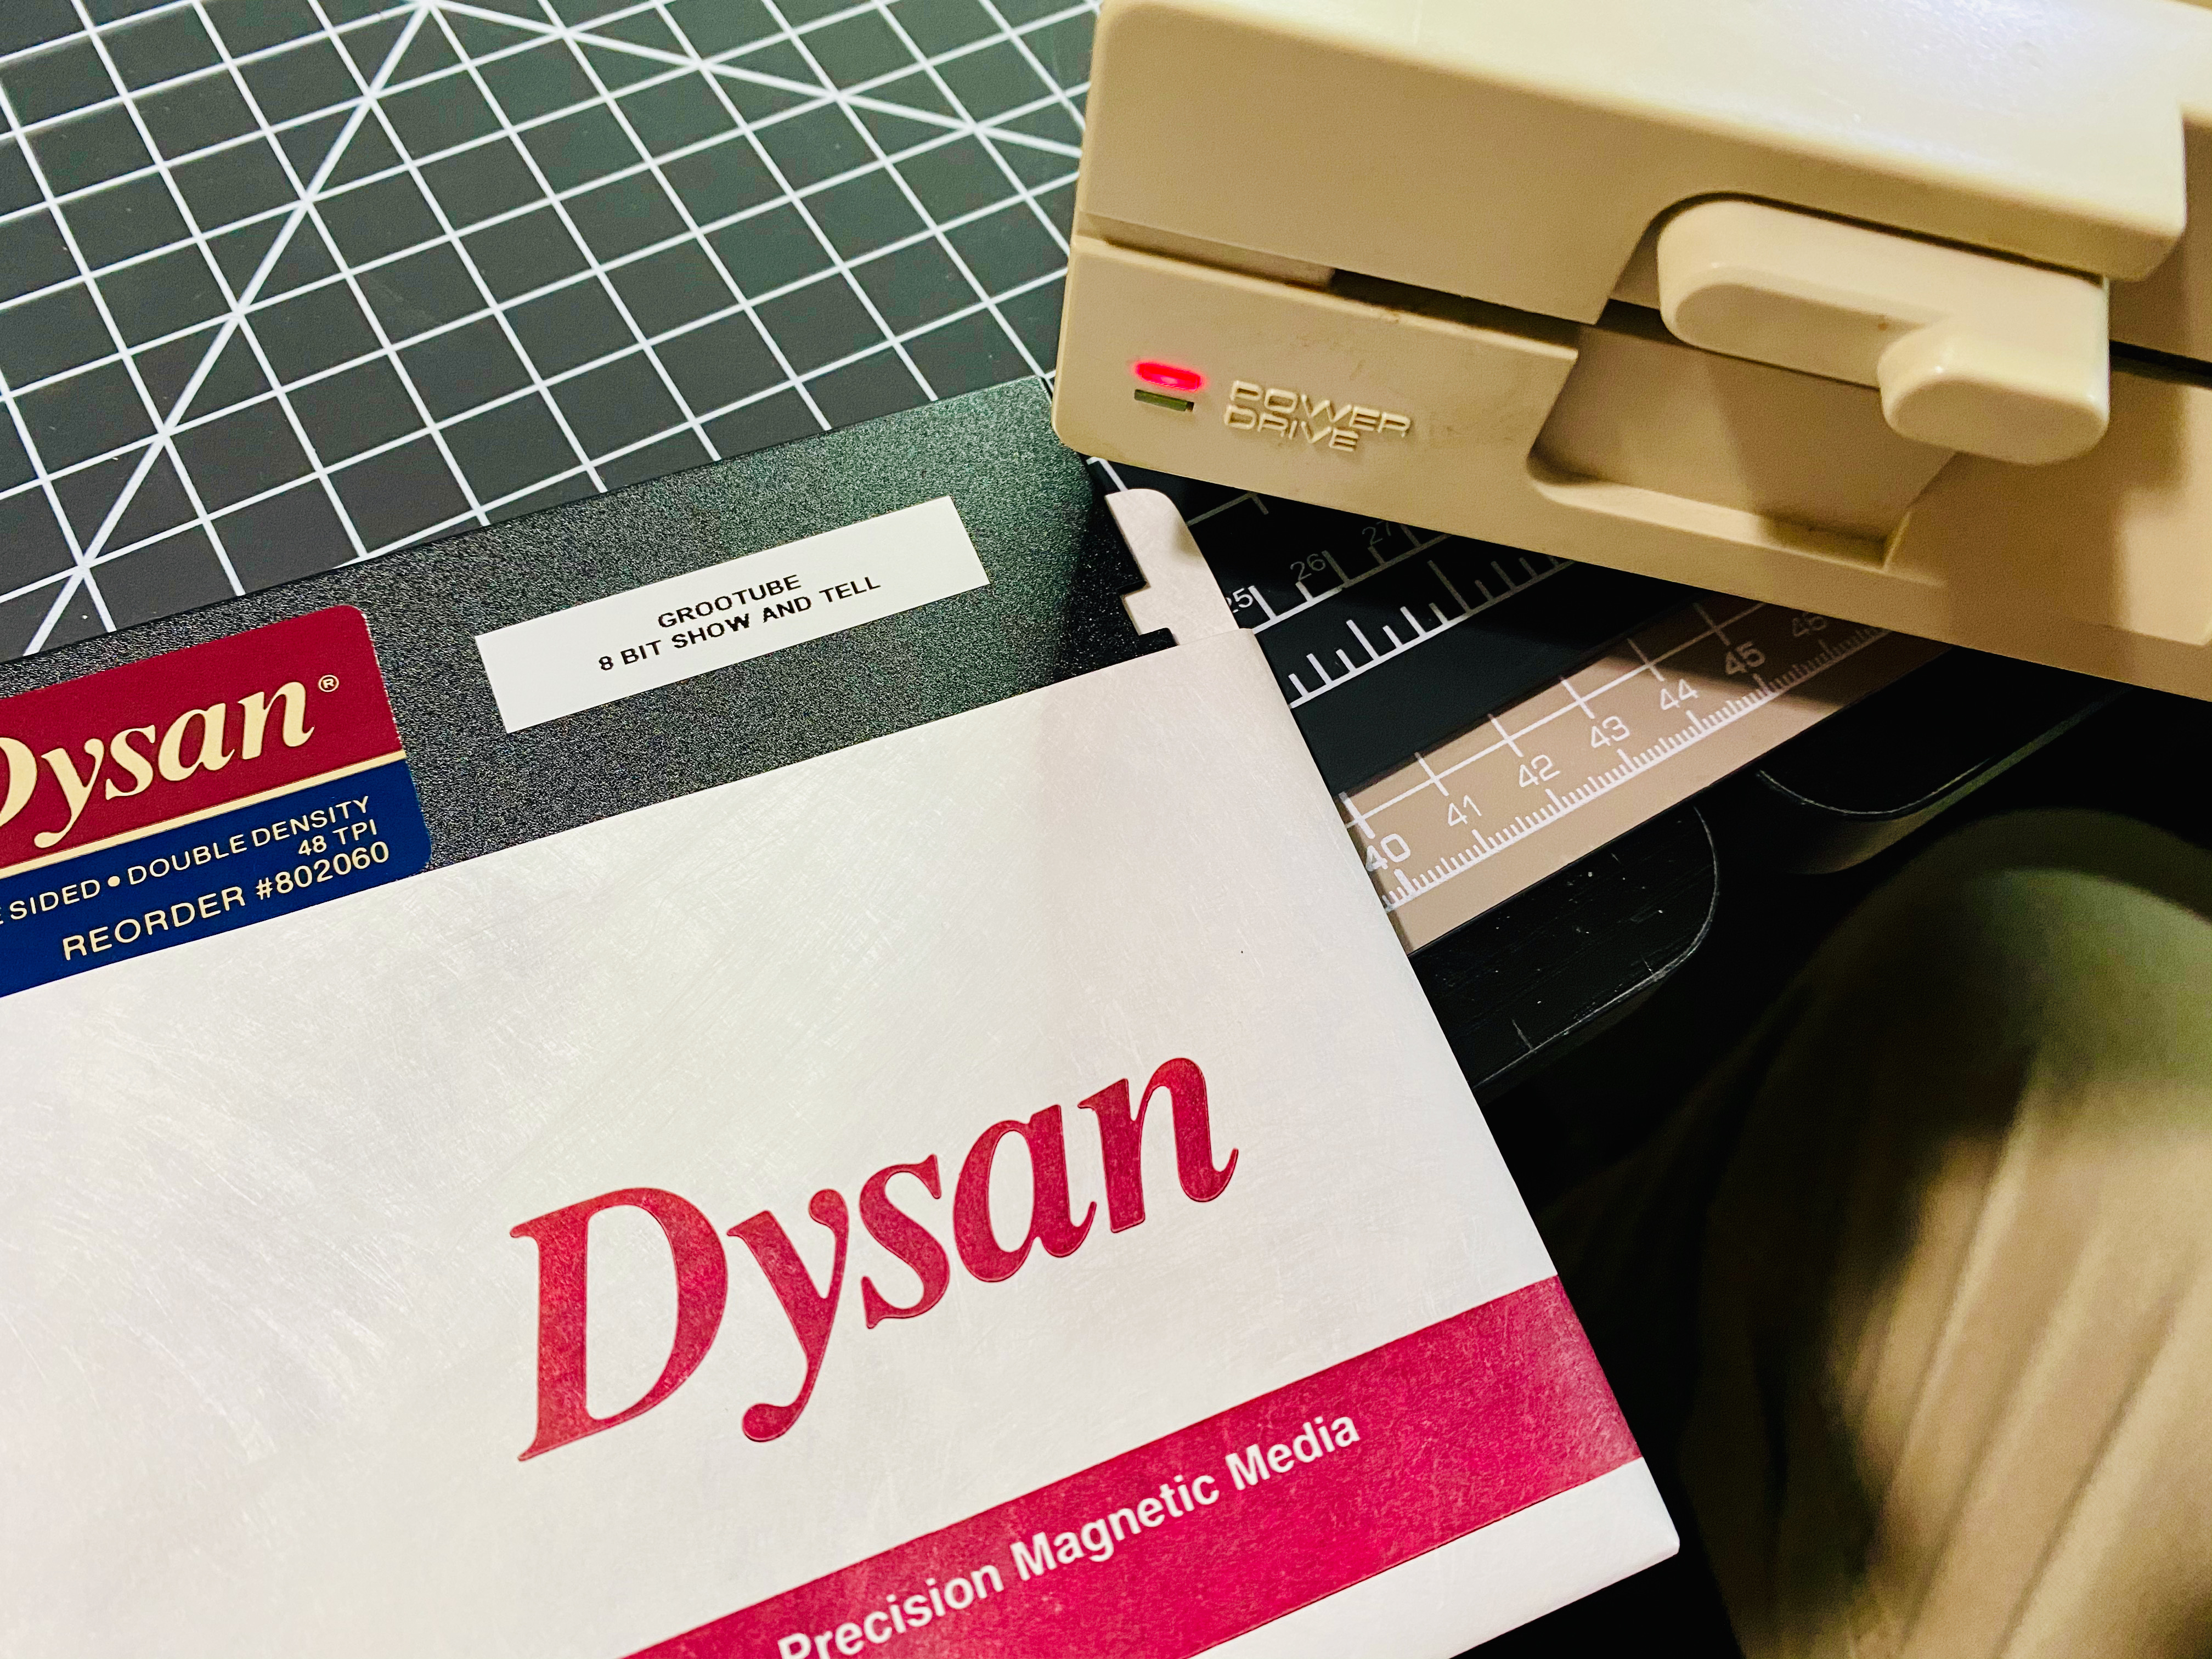 POWER
DRIVE
GROOTUBE
8 BIT SHOW AND TELL
Dysan®
SIDED • DOUBLE DENSITY
48 TPI
REORDER #802060
25 26 27
40 41 42 43 44 45 46
Dysan
Precision Magnetic Media